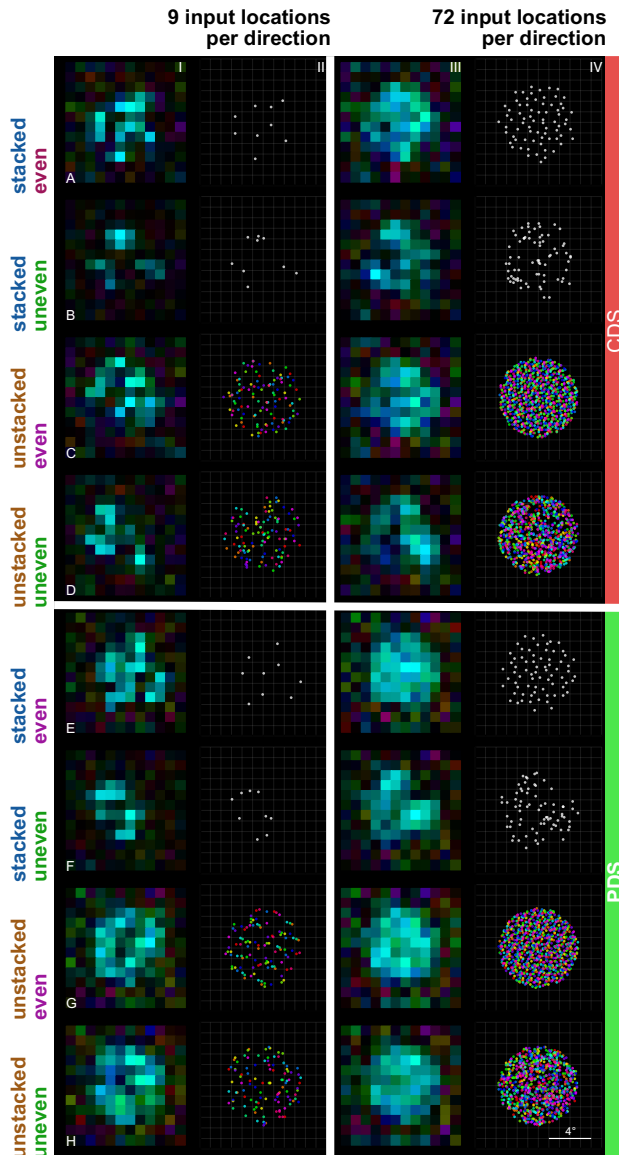 9 input locations
per direction
72 input locations
per direction
I
II
III
IV
stacked
even
A
stacked
uneven
B
unstacked
even
C
unstacked
uneven
D
CDS
stacked
even
E
stacked
uneven
F
unstacked
even
G
unstacked
uneven
H
PDS
4°